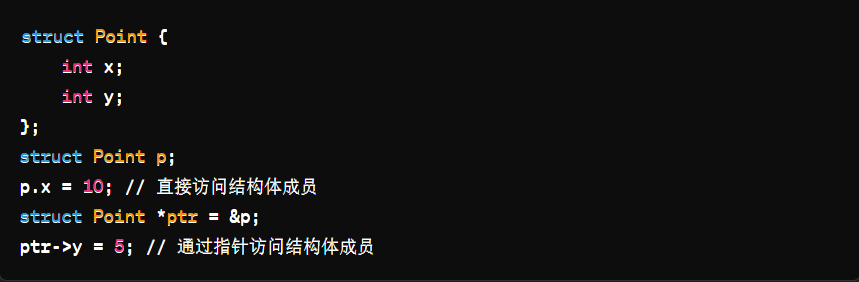 struct Point {
    int x;
    int y;
};
struct Point p;
p.x = 10; // 直接访问结构体成员
struct Point *ptr = &p;
ptr->y = 5; // 通过指针访问结构体成员